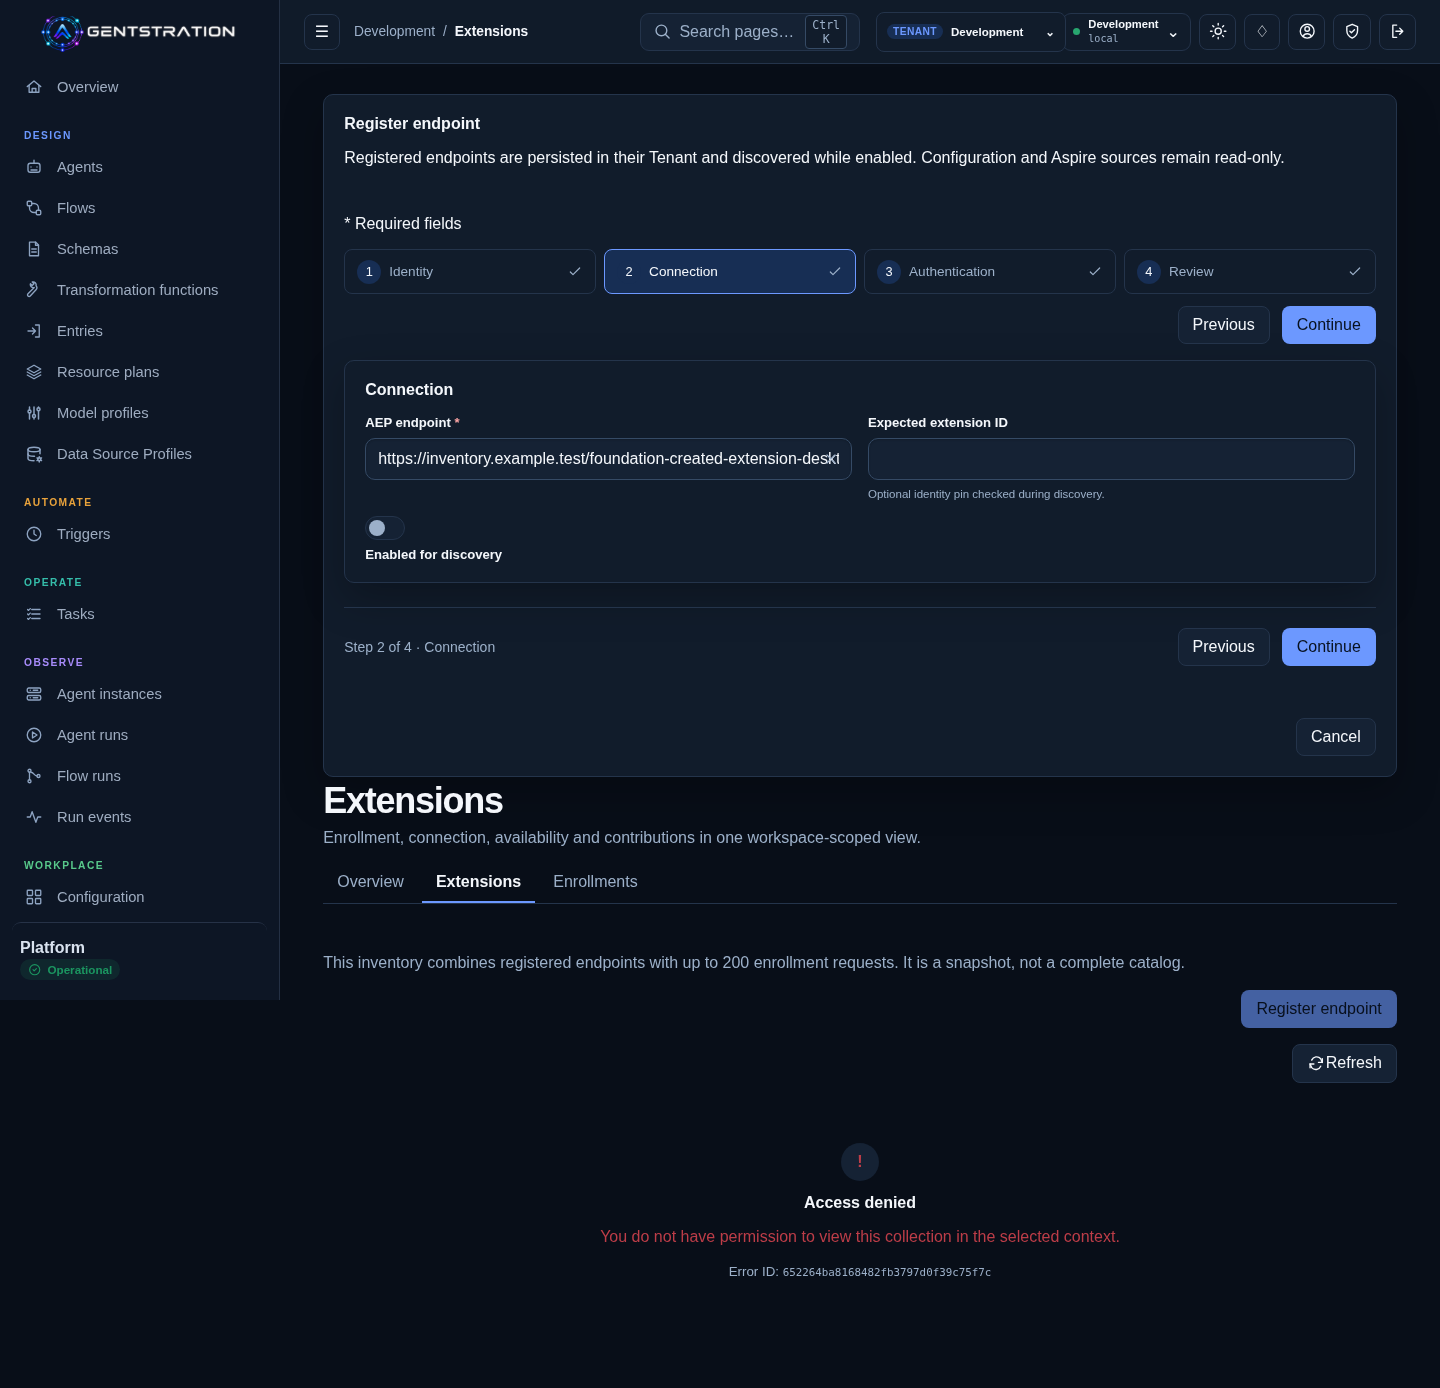 GENTSTRATION
Overview
DESIGN
Agents
Flows
Schemas
Transformation functions
Entries
Resource plans
Model profiles
Data Source Profiles
AUTOMATE
Triggers
OPERATE
Tasks
OBSERVE
Agent instances
Agent runs
Flow runs
Run events
WORKPLACE
Configuration
Platform
Operational
Development / Extensions
Search pages…
Ctrl
K
TENANT Development
Development
local
Register endpoint
Registered endpoints are persisted in their Tenant and discovered while enabled. Configuration and Aspire sources remain read-only.
* Required fields
1 Identity
2 Connection
3 Authentication
4 Review
Previous Continue
Connection
AEP endpoint *
https://inventory.example.test/foundation-created-extension-deskt
Expected extension ID
Optional identity pin checked during discovery.
Enabled for discovery
Step 2 of 4 · Connection
Previous Continue
Cancel
Extensions
Enrollment, connection, availability and contributions in one workspace-scoped view.
Overview Extensions Enrollments
This inventory combines registered endpoints with up to 200 enrollment requests. It is a snapshot, not a complete catalog.
Register endpoint
Refresh
!
Access denied
You do not have permission to view this collection in the selected context.
Error ID: 652264ba8168482fb3797d0f39c75f7c